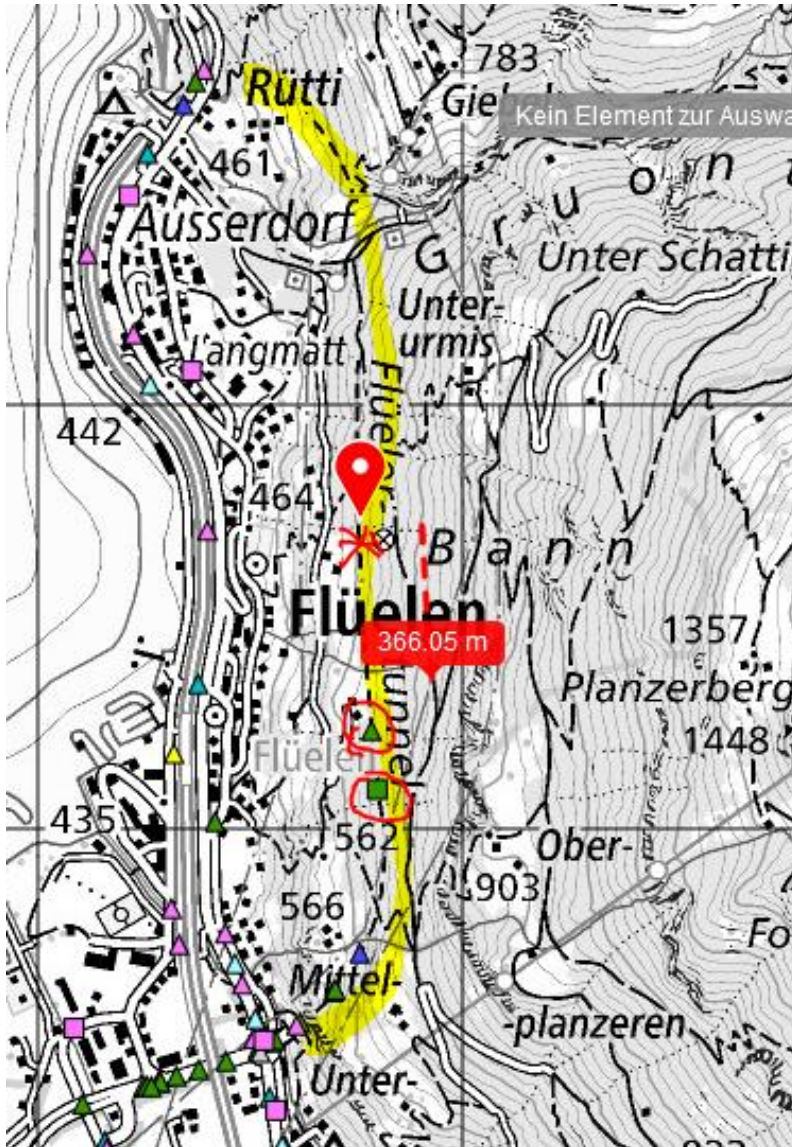 783
Rütti
Gie
Kein Element zur Auswa
461
G r u o n t
Ausserdorf
Unter Schatti
Unter-
urmis
Langmatt
Flüeler-
442
464
B a n n
Flüelen
366.05 m
1357
tunnel
Planzerberg
Flüelen
1448
435
562
Ober-
903
566
Fo
Mittel-
-planzeren
Unter-